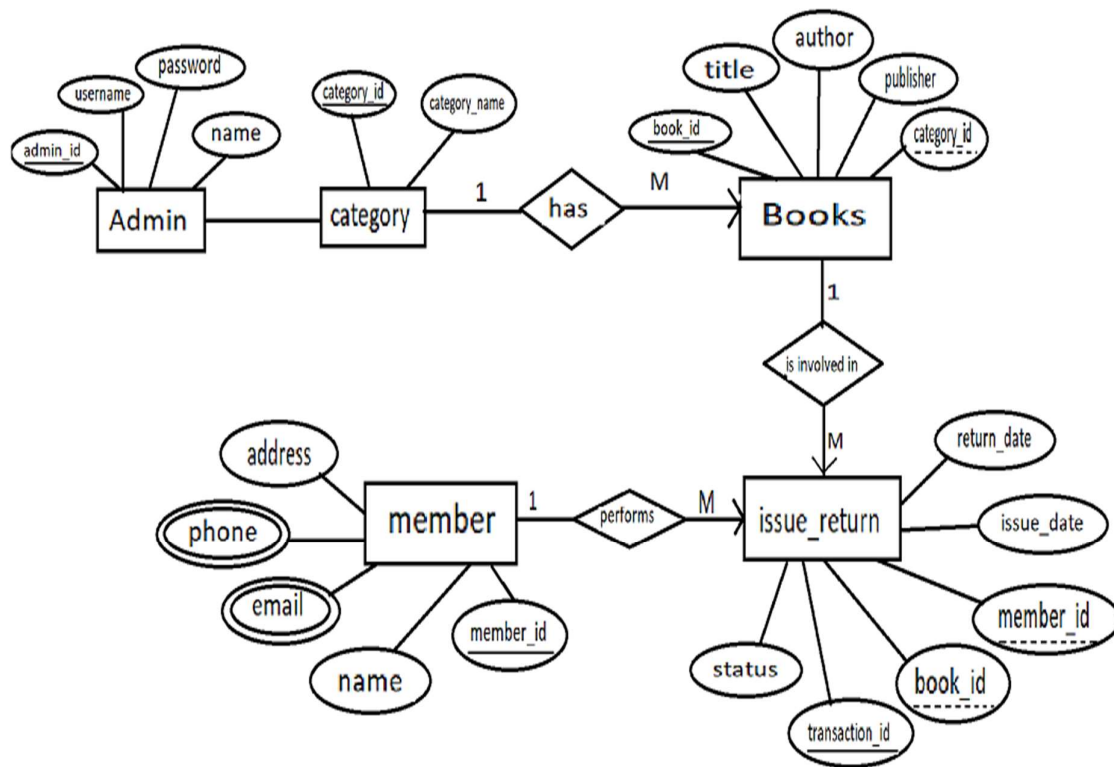 author
password
title
publisher
username
category_id
category_name
name
book_id
category_id
admin_id
Admin
category
1
has
M
Books
1
is involved in
M
address
return_date
phone
member
1
performs
M
issue_return
issue_date
email
member_id
member_id
name
status
book_id
transaction_id